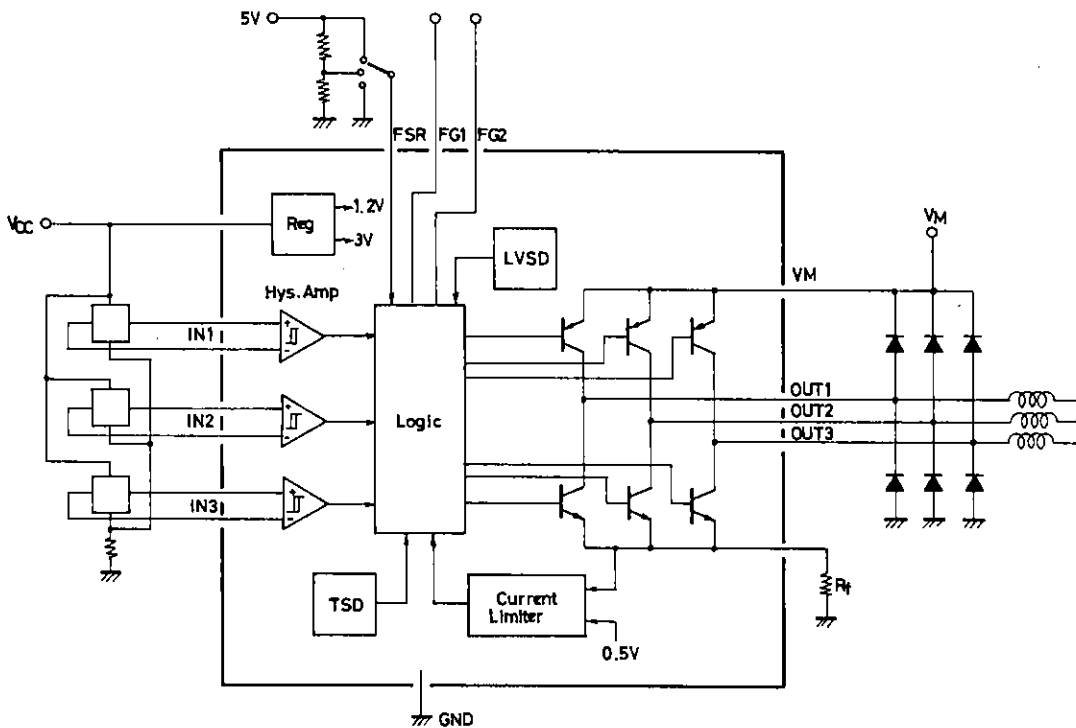 5V
FSR FG1 FG2
VCC
Reg
1.2V
3V
LVSD
VM
VM
Hys.Amp
IN1
IN2
IN3
+
-
+
-
+
-
Logic
OUT1
OUT2
OUT3
TSD
Current
Limiter
0.5V
Rf
GND